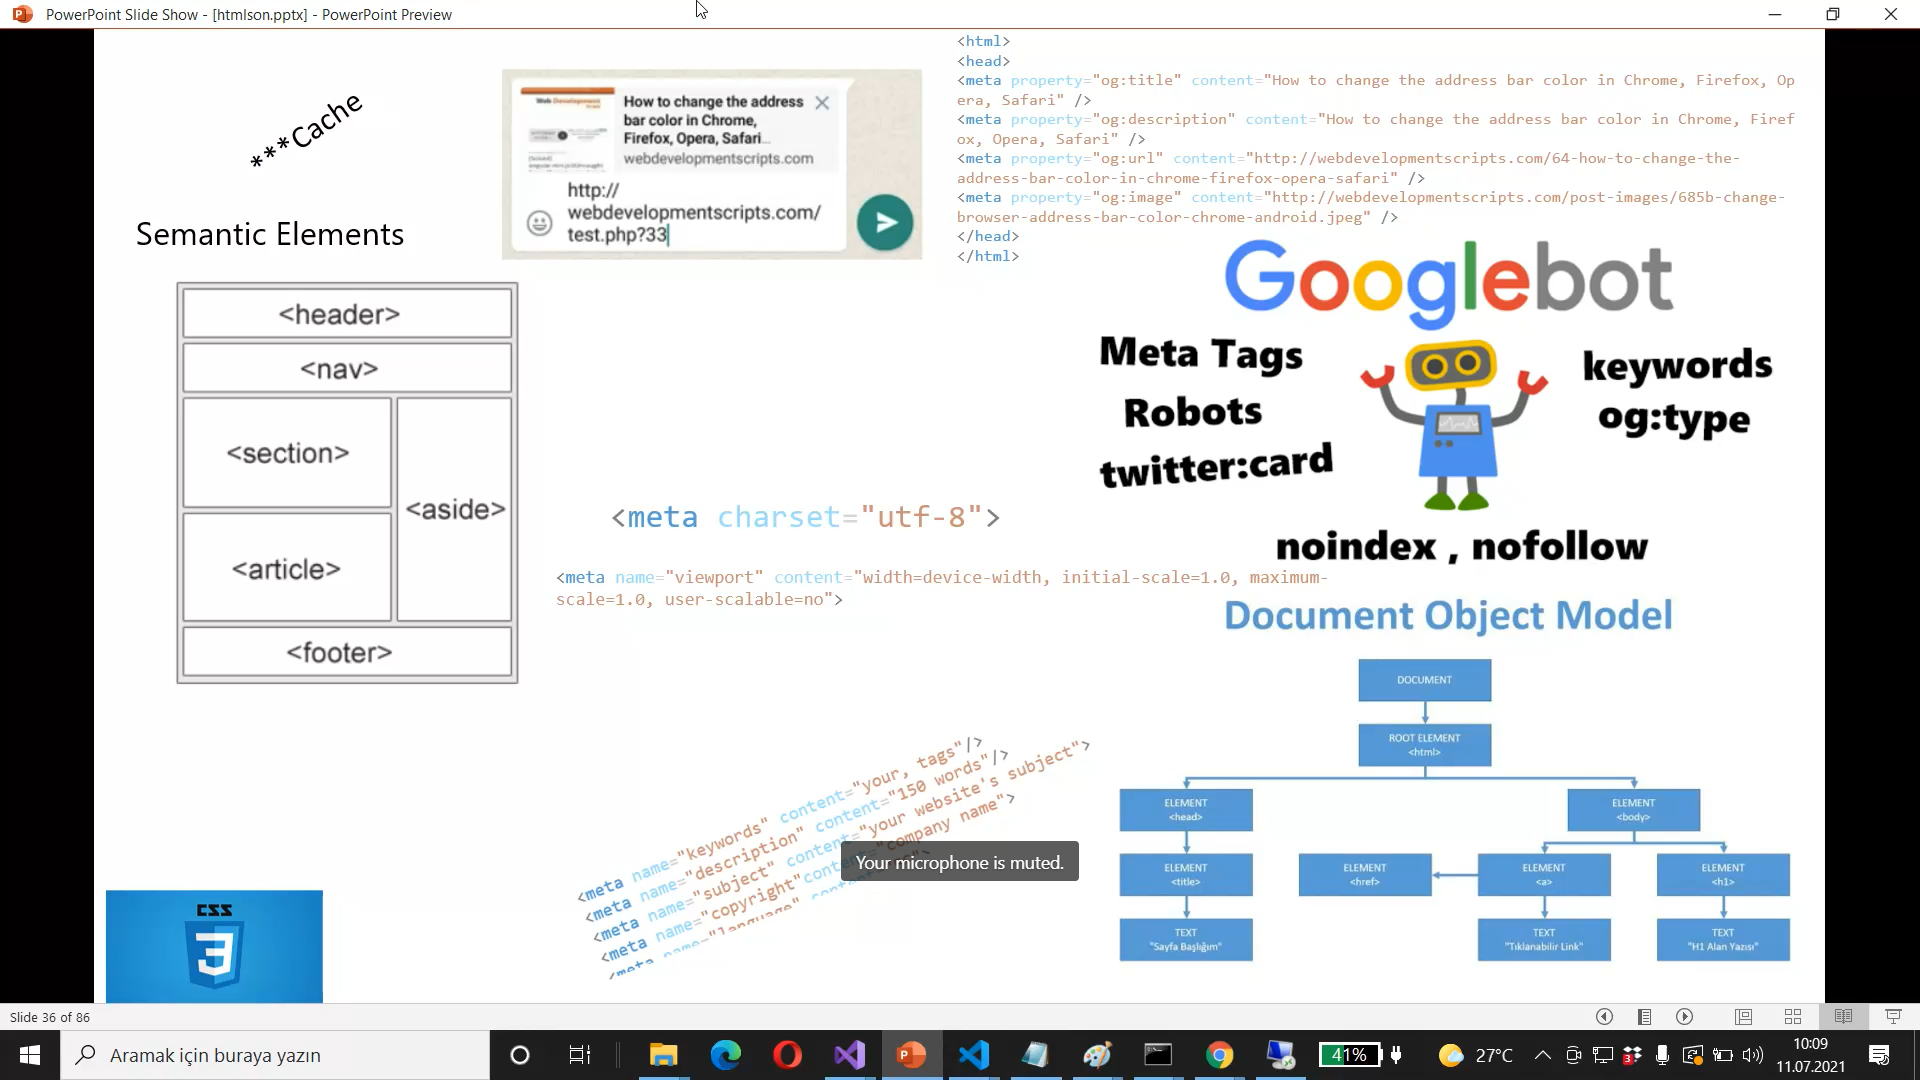 PowerPoint Slide Show - [htmlson.pptx] - PowerPoint Preview
***Cache
Semantic Elements
<header>
<nav>
<section>
<aside>
<article>
<footer>
Web Development
How to change the address
bar color in Chrome,
Firefox, Opera, Safari...
webdevelopmentscripts.com
http://
webdevelopmentscripts.com/
test.php?33
<html>
<head>
<meta property="og:title" content="How to change the address bar color in Chrome, Firefox, Op
era, Safari" />
<meta property="og:description" content="How to change the address bar color in Chrome, Firef
ox, Opera, Safari" />
<meta property="og:url" content="http://webdevelopmentscripts.com/64-how-to-change-the-
address-bar-color-in-chrome-firefox-opera-safari" />
<meta property="og:image" content="http://webdevelopmentscripts.com/post-images/685b-change-
browser-address-bar-color-chrome-android.jpeg" />
</head>
</html>
Googlebot
Meta Tags
Robots
twitter:card
keywords
og:type
noindex , nofollow
<meta charset="utf-8">
<meta name="viewport" content="width=device-width, initial-scale=1.0, maximum-
scale=1.0, user-scalable=no">
Document Object Model
DOCUMENT
ROOT ELEMENT
<html>
ELEMENT
<head>
ELEMENT
<body>
ELEMENT
<title>
ELEMENT
<href>
ELEMENT
<a>
ELEMENT
<h1>
TEXT
"Sayfa Başlığım"
TEXT
"Tıklanabilir Link"
TEXT
"H1 Alan Yazısı"
<meta name="keywords" content="your, tags"/>
<meta name="description" content="150 words"/>
<meta name="subject" content="your website's subject">
<meta name="copyright"content="company name">
<meta name="language"
Your microphone is muted.
CSS
3
Slide 36 of 86
Aramak için buraya yazın
41%
27°C
3
10:09
11.07.2021